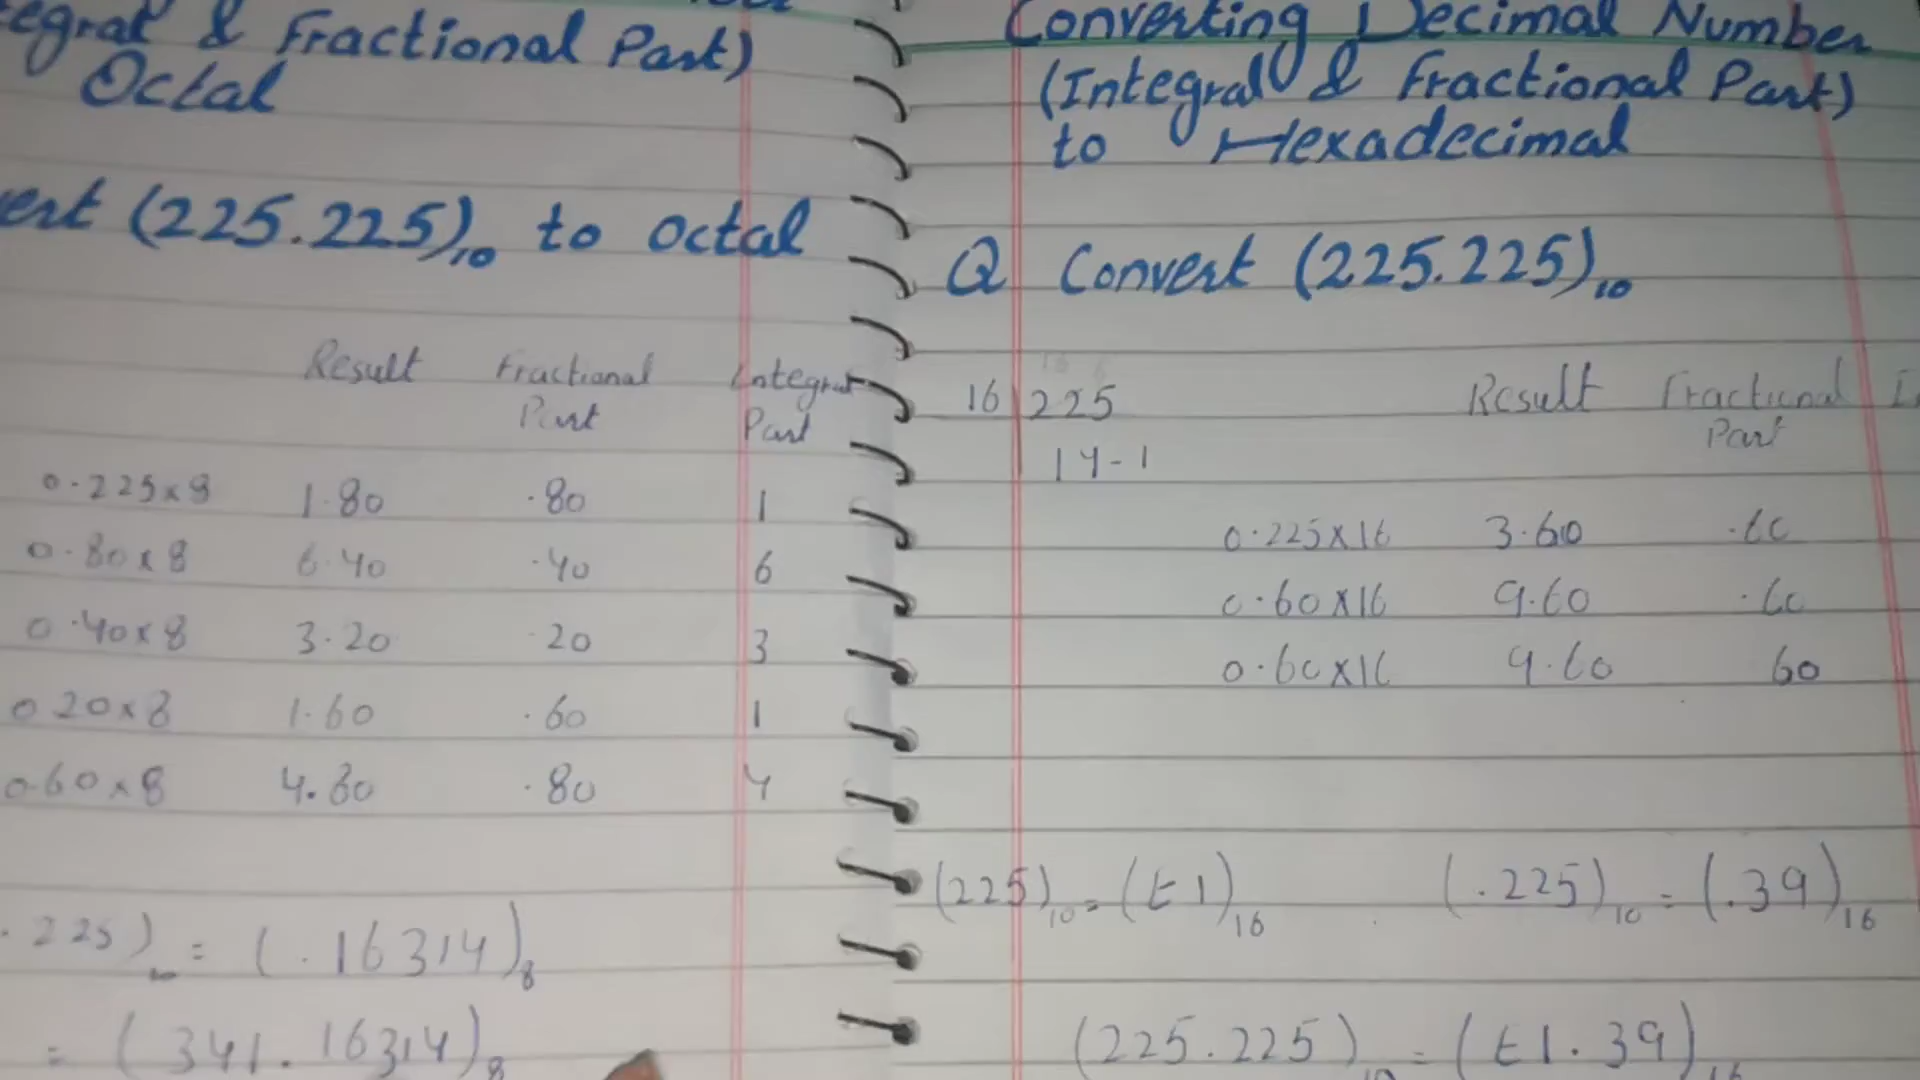 egral & Fractional Part)
Octal
ert (225.225)₁₀ to octal
Result Fractional Part Integral Part
0.225x8 1.80 .80 1
0.80x8 6.40 .40 6
0.40x8 3.20 .20 3
0.20x8 1.60 .60 1
0.60x8 4.80 .80 4
.225)₁₀ = (.16314)₈
= (341.16314)₈
Converting Decimal Number
(Integral & Fractional Part)
to Hexadecimal
Q Convert (225.225)₁₀
16 225 Result Fractional Part
14-1
0.225x16 3.60 .60
0.60x16 9.60 .60
0.60x16 9.60 60
(225)₁₀ = (E1)₁₆ (.225)₁₀ = (.39)₁₆
(225.225)₁₀ = (E1.39)₁₆